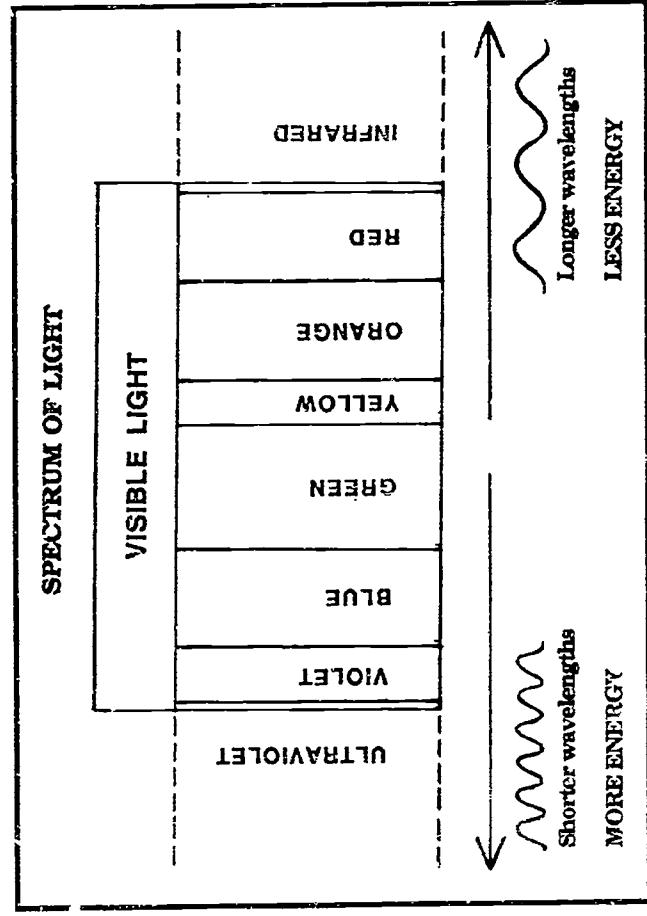 SPECTRUM OF LIGHT
VISIBLE LIGHT
ULTRAVIOLET
VIOLET
BLUE
GREEN
YELLOW
ORANGE
RED
INFRARED
Shorter wavelengths
MORE ENERGY
Longer wavelengths
LESS ENERGY